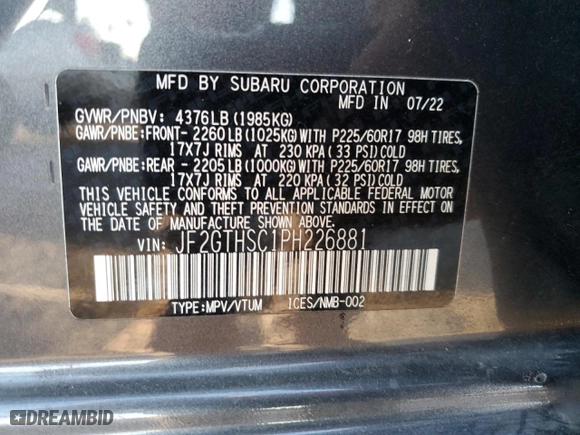 MFD BY SUBARU CORPORATION
MFD IN 07/22
GVWR/PNBV: 4376LB(1985KG)
GAWR/PNBE:FRONT- 2260LB(1025KG)WITH P225/60R17 98H TIRES,
17X7J RIMS AT 230 KPA(33 PSI)COLD
GAWR/PNBE:REAR - 2205LB(1000KG)WITH P225/60R17 98H TIRES,
17X7J RIMS AT 220 KPA(32 PSI)COLD
THIS VEHICLE CONFORMS TO ALL APPLICABLE FEDERAL MOTOR
VEHICLE SAFETY AND THEFT PREVENTION STANDARDS IN EFFECT
ON THE DATE OF MANUFACTURE SHOWN ABOVE.
VIN: JF2GTHSC1PH226881
TYPE:MPV/VTUM ICES/NMB-002
DREAMBID